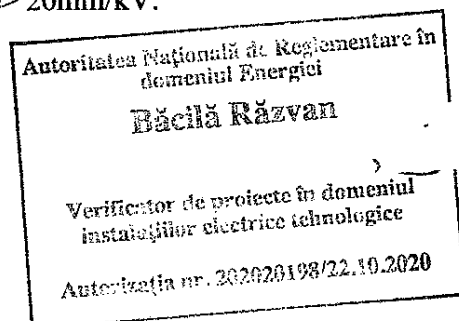 > 20mm/kV.
Autoritatea Națională de Reglementare în
domeniul Energiei
Băcilă Răzvan
Verificator de proiecte în domeniul
instalațiilor electrice tehnologice
Autorizația nr. 202020198/22.10.2020